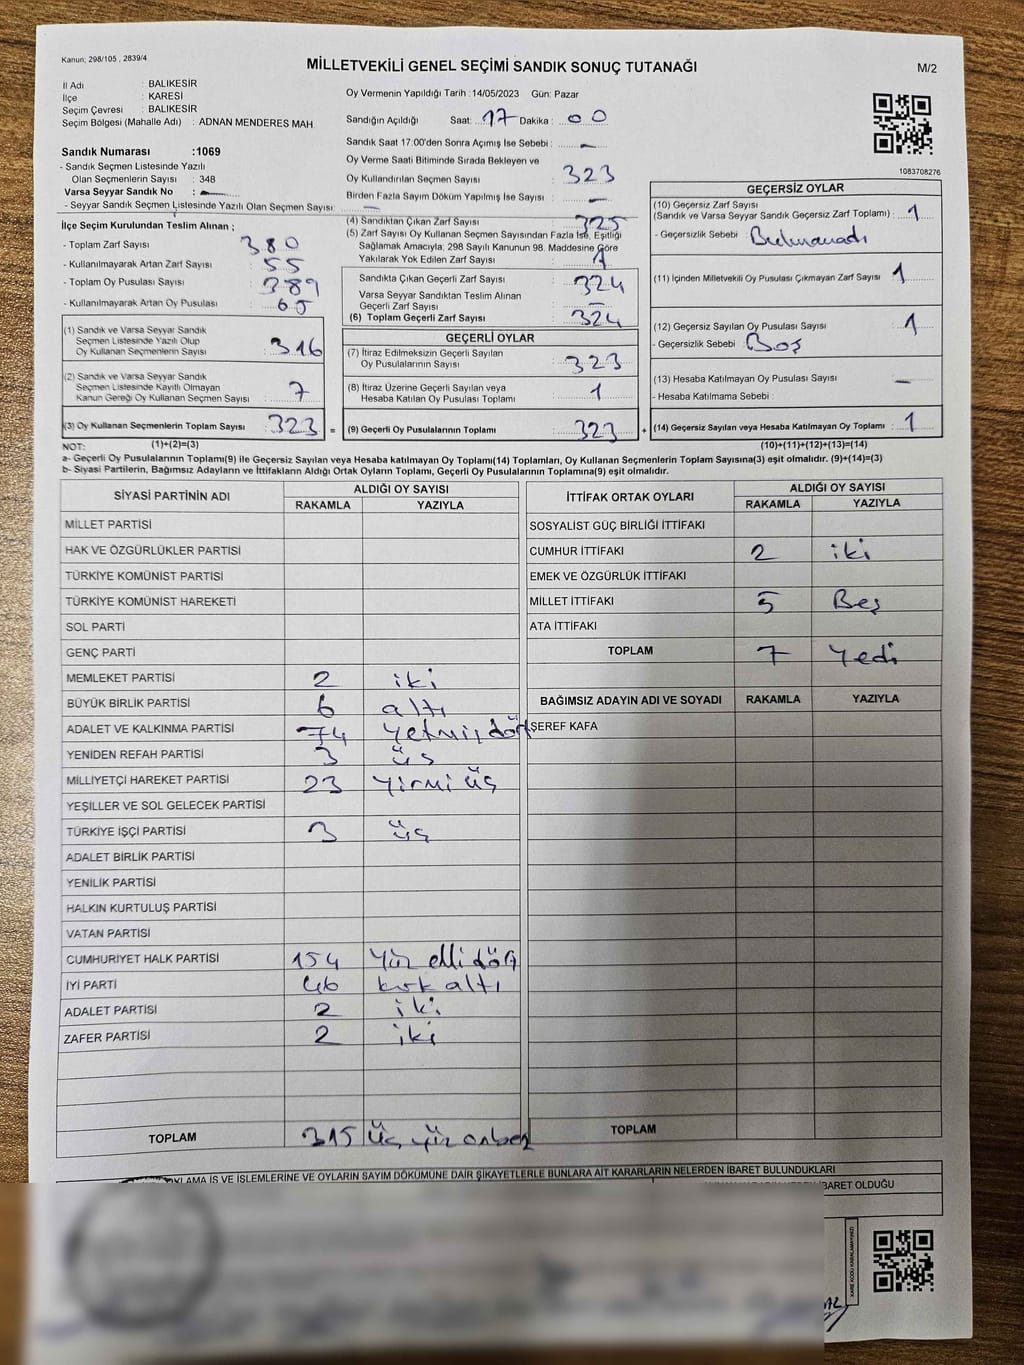 Kanun; 298/105 , 2839/4
MİLLETVEKİLİ GENEL SEÇİMİ SANDIK SONUÇ TUTANAĞI
M/2
İl Adı : BALIKESİR
İlçe : KARESİ
Seçim Çevresi : BALIKESİR
Seçim Bölgesi (Mahalle Adı) : ADNAN MENDERES MAH.
Sandık Numarası :1069
- Sandık Seçmen Listesinde Yazılı
Olan Seçmenlerin Sayısı : 348
Varsa Seyyar Sandık No :
- Seyyar Sandık Seçmen Listesinde Yazılı Olan Seçmen Sayısı:
İlçe Seçim Kurulundan Teslim Alınan ;
- Toplam Zarf Sayısı : 380
- Kullanılmayarak Artan Zarf Sayısı : 55
- Toplam Oy Pusulası Sayısı : 389
- Kullanılmayarak Artan Oy Pusulası : 65
(1) Sandık ve Varsa Seyyar Sandık
Seçmen Listesinde Yazılı Olup
Oy Kullanan Seçmenlerin Sayısı : 316
(2) Sandık ve Varsa Seyyar Sandık
Seçmen Listesinde Kayıtlı Olmayan
Kanun Gereği Oy Kullanan Seçmen Sayısı : 7
(3) Oy Kullanan Seçmenlerin Toplam Sayısı : 323 =
Oy Vermenin Yapıldığı Tarih :14/05/2023 Gün: Pazar
Sandığın Açıldığı Saat: 17 Dakika : 00
Sandık Saat 17.00'den Sonra Açımış İse Sebebi : -
Oy Verme Saati Bitiminde Sırada Bekleyen ve
Oy Kullandırılan Seçmen Sayısı : 323
Birden Fazla Sayım Döküm Yapılmış İse Sayısı : -
(4) Sandıktan Çıkan Zarf Sayısı : 325
(5) Zarf Sayısı Oy Kullanan Seçmen Sayısından Fazla İse, Eşitliği
Sağlamak Amacıyla; 298 Sayılı Kanunun 98. Maddesine Göre
Yakılarak Yok Edilen Zarf Sayısı : 1
Sandıkta Çıkan Geçerli Zarf Sayısı : 324
Varsa Seyyar Sandıktan Teslim Alınan
Geçerli Zarf Sayısı : -
(6) Toplam Geçerli Zarf Sayısı : 324
GEÇERLİ OYLAR
(7) İtiraz Edilmeksizin Geçerli Sayılan
Oy Pusulalarının Sayısı : 323
(8) İtiraz Üzerine Geçerli Sayılan veya
Hesaba Katılan Oy Pusulası Toplamı : 1
(9) Geçerli Oy Pusulalarının Toplamı : 323 +
1083708276
GEÇERSİZ OYLAR
(10) Geçersiz Zarf Sayısı
(Sandık ve Varsa Seyyar Sandık Geçersiz Zarf Toplamı) : 1
- Geçersizlik Sebebi : Bulunamadı
(11) İçinden Milletvekili Oy Pusulası Çıkmayan Zarf Sayısı : 1
(12) Geçersiz Sayılan Oy Pusulası Sayısı : 1
- Geçersizlik Sebebi : Boş
(13) Hesaba Katılmayan Oy Pusulası Sayısı : -
- Hesaba Katılmama Sebebi :
(14) Geçersiz Sayılan veya Hesaba Katılmayan Oy Toplamı : 1
NOT: (1)+(2)=(3) (10)+(11)+(12)+(13)=(14)
a- Geçerli Oy Pusulalarının Toplamı(9) ile Geçersiz Sayılan veya Hesaba katılmayan Oy Toplamı(14) Toplamları, Oy Kullanan Seçmenlerin Toplam Sayısına(3) eşit olmalıdır. (9)+(14)=(3)
b- Siyasi Partilerin, Bağımsız Adayların ve İttifakların Aldığı Ortak Oyların Toplamı, Geçerli Oy Pusulalarının Toplamına(9) eşit olmalıdır.
SİYASİ PARTİNİN ADI ALDIĞI OY SAYISI
RAKAMLA YAZIYLA
MİLLET PARTİSİ
HAK VE ÖZGÜRLÜKLER PARTİSİ
TÜRKİYE KOMÜNİST PARTİSİ
TÜRKİYE KOMÜNİST HAREKETİ
SOL PARTİ
GENÇ PARTİ
MEMLEKET PARTİSİ 2 iki
BÜYÜK BİRLİK PARTİSİ 6 altı
ADALET VE KALKINMA PARTİSİ 74 Yetmiş dört
YENİDEN REFAH PARTİSİ 3 üç
MİLLİYETÇİ HAREKET PARTİSİ 23 Yirmi üç
YEŞİLLER VE SOL GELECEK PARTİSİ
TÜRKİYE İŞÇİ PARTİSİ 3 üç
ADALET BİRLİK PARTİSİ
YENİLİK PARTİSİ
HALKIN KURTULUŞ PARTİSİ
VATAN PARTİSİ
CUMHURİYET HALK PARTİSİ 154 Yüz elli dört
İYİ PARTİ 46 kırk altı
ADALET PARTİSİ 2 iki
ZAFER PARTİSİ 2 iki
TOPLAM 315 üç yüz onbeş
İTTİFAK ORTAK OYLARI ALDIĞI OY SAYISI
RAKAMLA YAZIYLA
SOSYALİST GÜÇ BİRLİĞİ İTTİFAKI
CUMHUR İTTİFAKI 2 iki
EMEK VE ÖZGÜRLÜK İTTİFAKI
MİLLET İTTİFAKI 5 Beş
ATA İTTİFAKI
TOPLAM 7 Yedi
BAĞIMSIZ ADAYIN ADI VE SOYADI RAKAMLA YAZIYLA
ŞEREF KAFA
TOPLAM
İŞ VE İŞLEMLERİNE VE OYLARIN SAYIM DÖKÜMÜNE DAİR ŞİKAYETLERLE BUNLARA AİT KARARLARIN NELERDEN İBARET BULUNDUKLARI
İBARET OLDUĞU